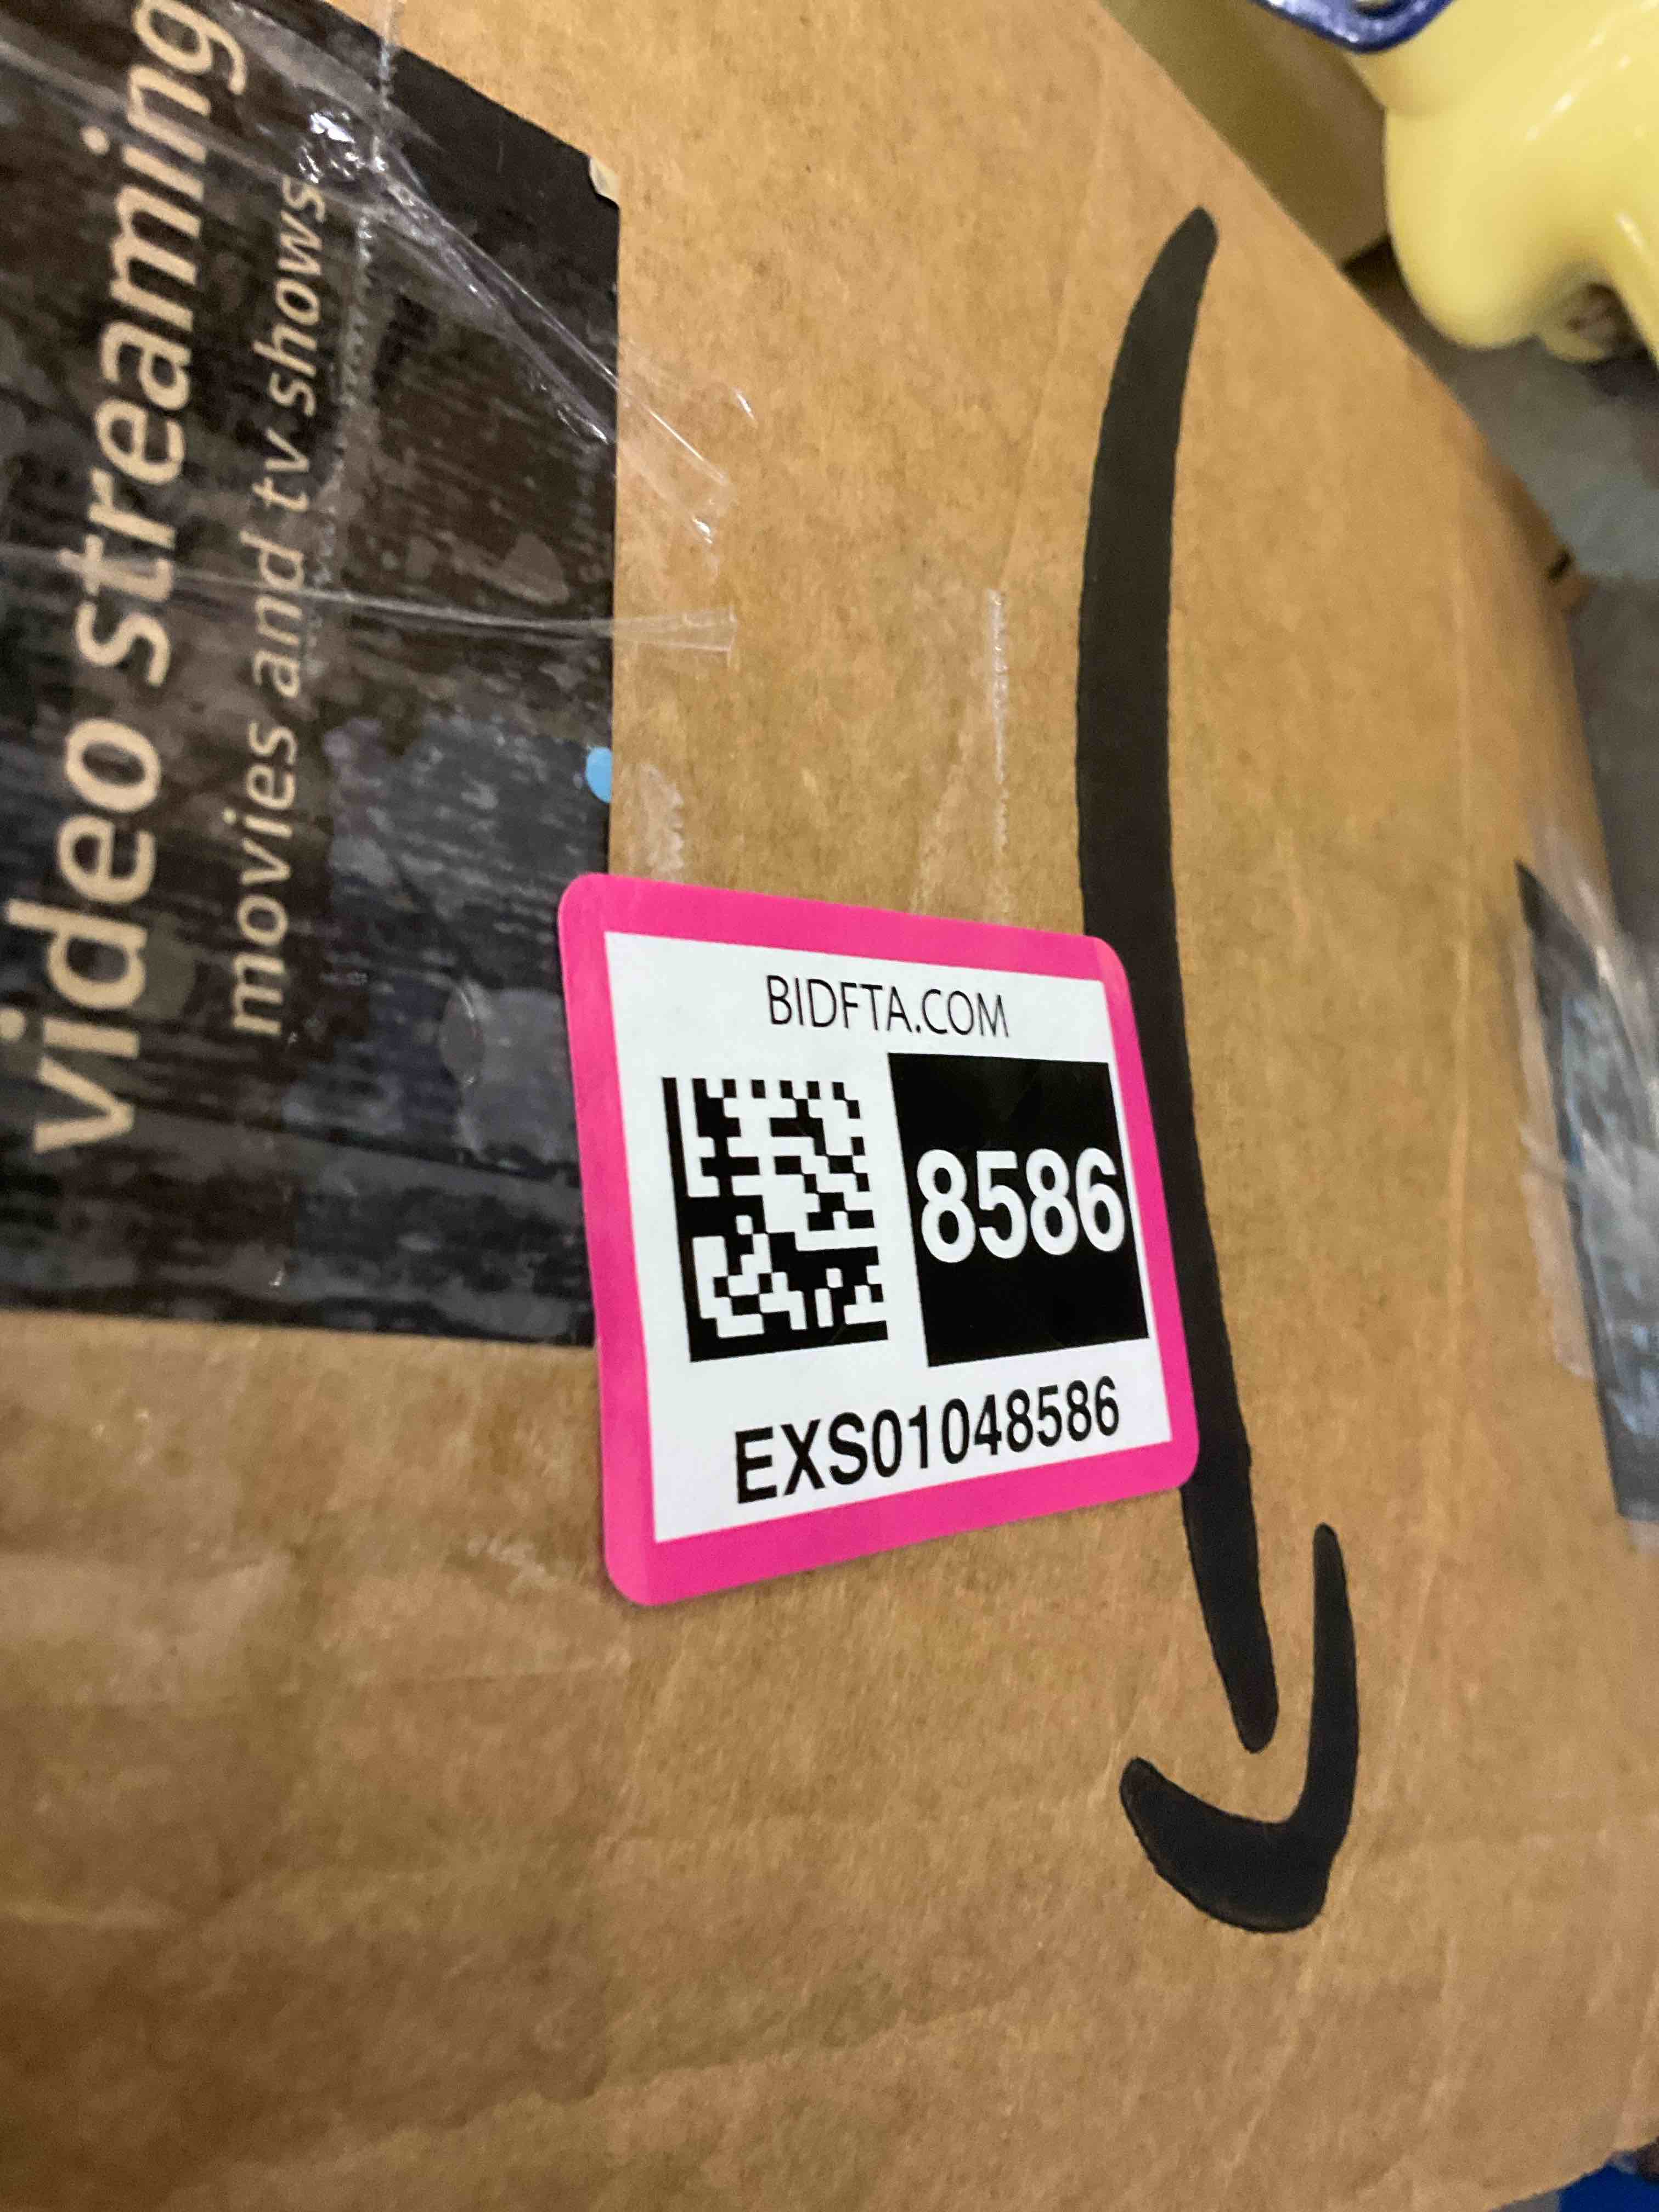 video streaming
movies and tv shows
BIDFTA.COM
8586
EXS01048586